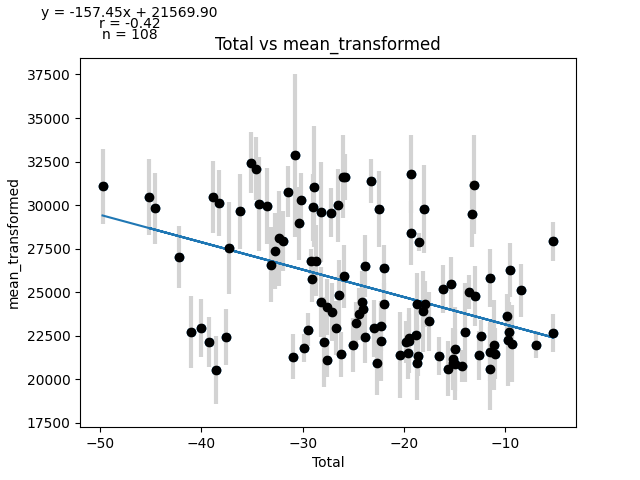 y = -157.45x + 21569.90
r = -0.42
n = 108
Total vs mean_transformed
37500
35000
32500
30000
27500
25000
22500
20000
17500
mean_transformed
−50
−40
−30
−20
−10
Total